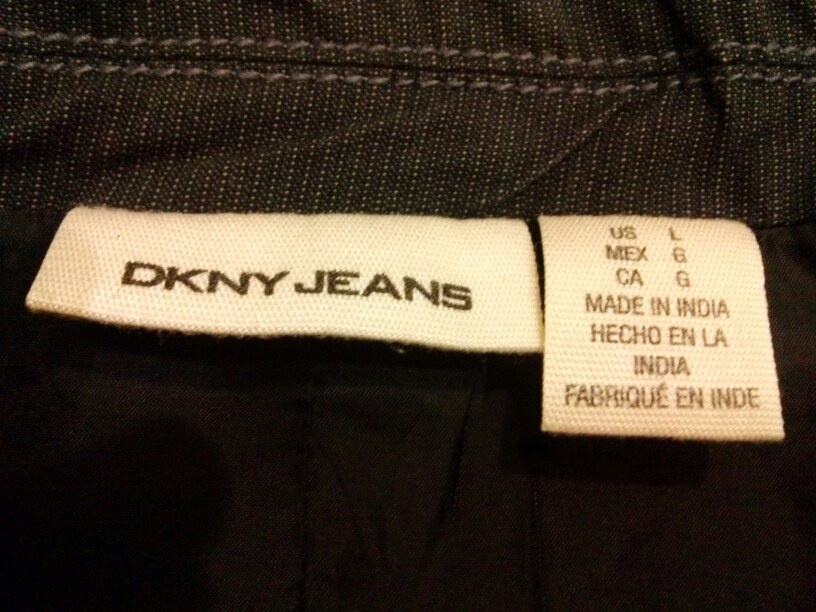 DKNY JEANS
US L
MEX G
CA G
MADE IN INDIA
HECHO EN LA
INDIA
FABRIQUÉ EN INDE